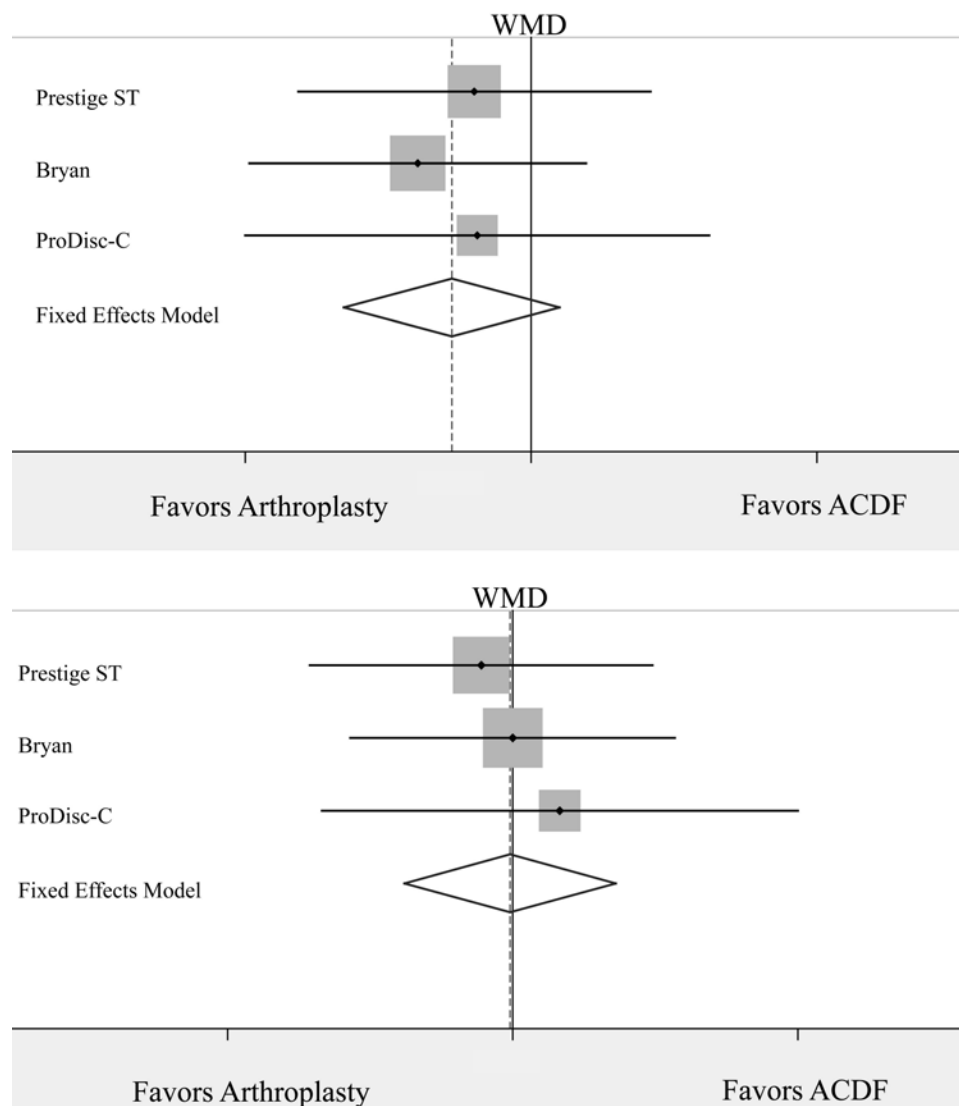 WMD
Prestige ST
Bryan
ProDisc-C
Fixed Effects Model
Favors Arthroplasty Favors ACDF
WMD
Prestige ST
Bryan
ProDisc-C
Fixed Effects Model
Favors Arthroplasty Favors ACDF